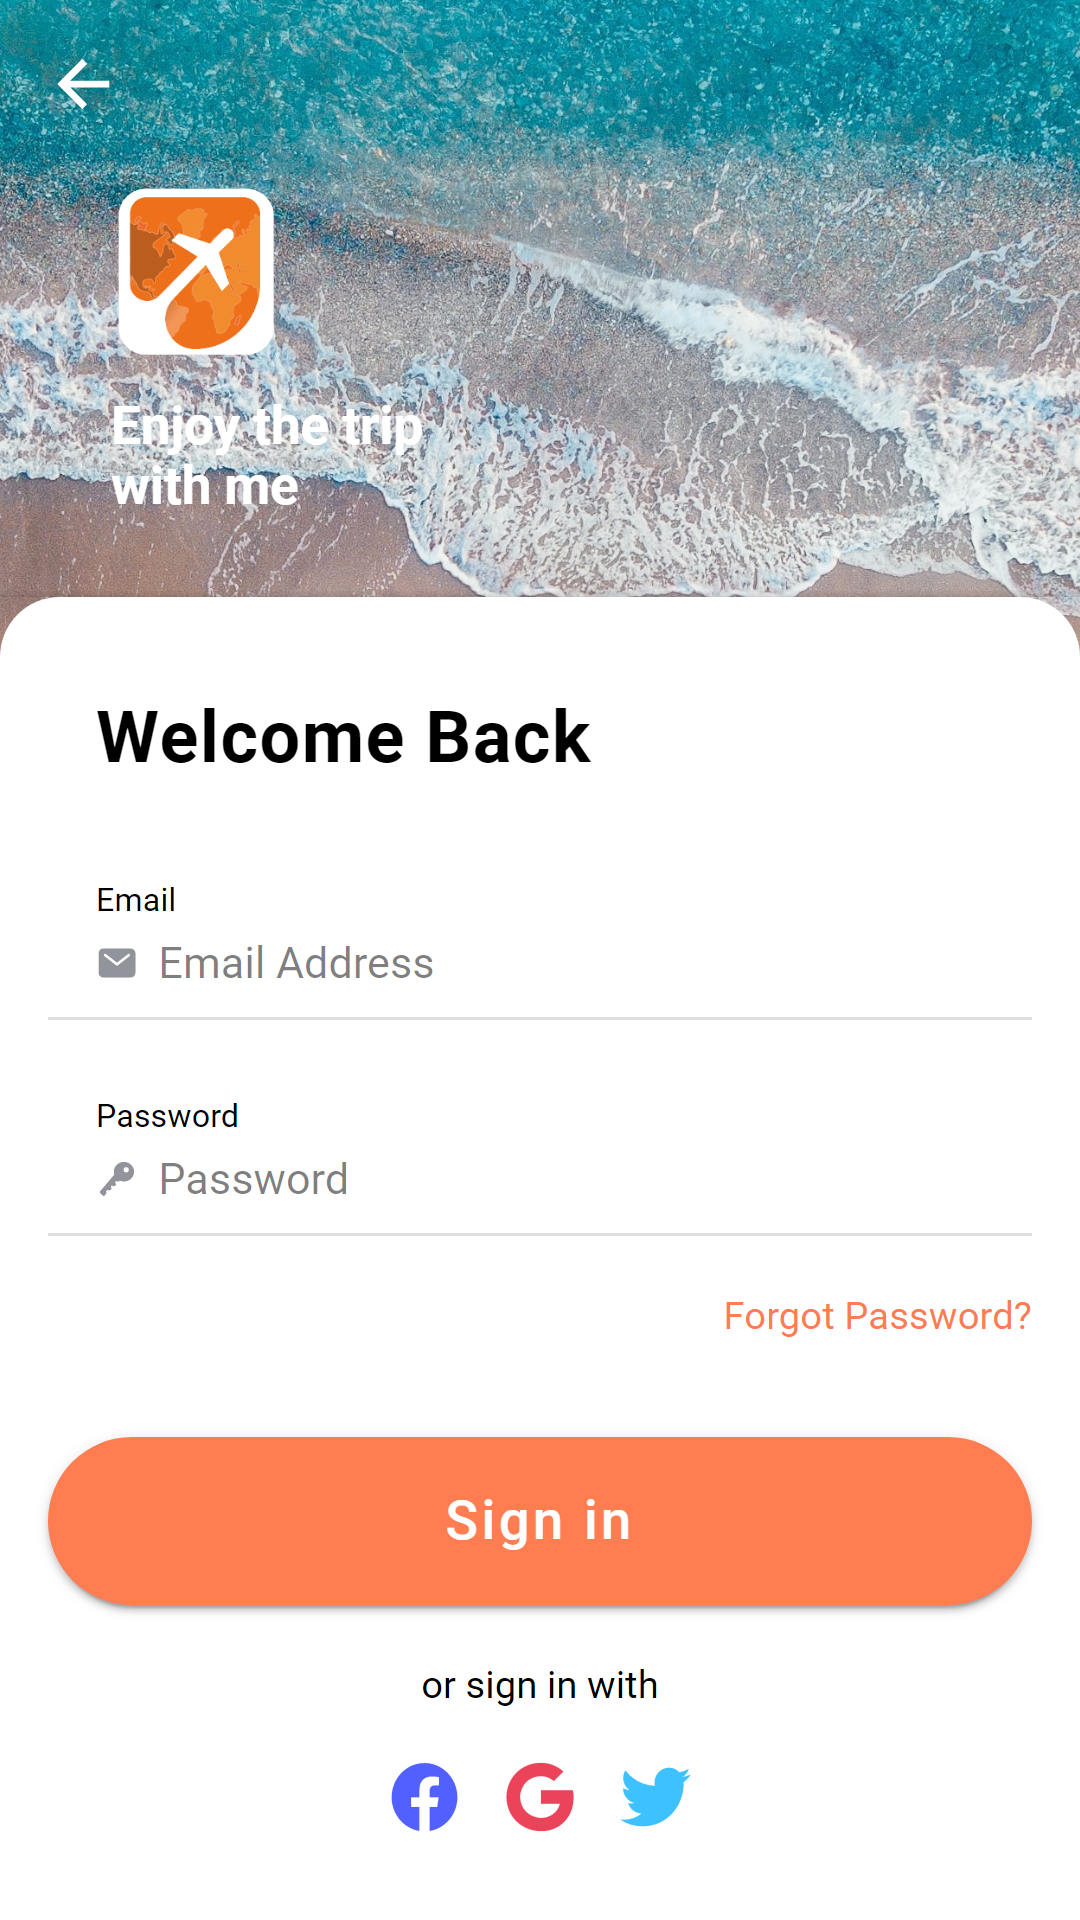 Enjoy the trip
with me
Welcome Back
Email
Email Address
Password
Password
Forgot Password?
Sign in
or sign in with